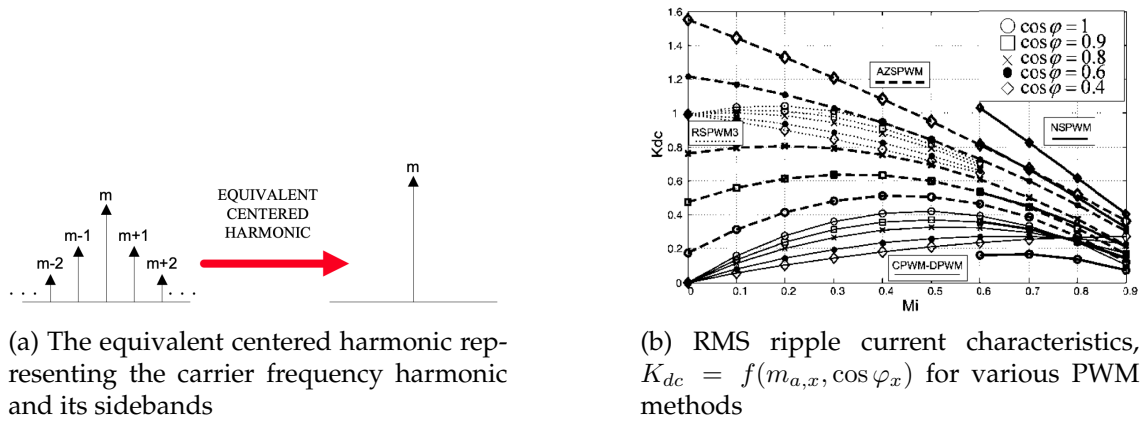 m
m-1
m+1
m-2
m+2
. . .
. . .
EQUIVALENT
CENTERED
HARMONIC
m
(a) The equivalent centered harmonic rep-
resenting the carrier frequency harmonic
and its sidebands
1.6
1.4
1.2
1
0.8
0.6
0.4
0.2
0
Kdc
0
0.1
0.2
0.3
0.4
0.5
0.6
0.7
0.8
0.9
Mi
cos φ = 1
cos φ = 0.9
cos φ = 0.8
cos φ = 0.6
cos φ = 0.4
AZSPWM
RSPWM3
NSPWM
CPWM-DPWM
(b) RMS ripple current characteristics,
K_{dc} = f(m_{a,x}, cos φ_x) for various PWM
methods